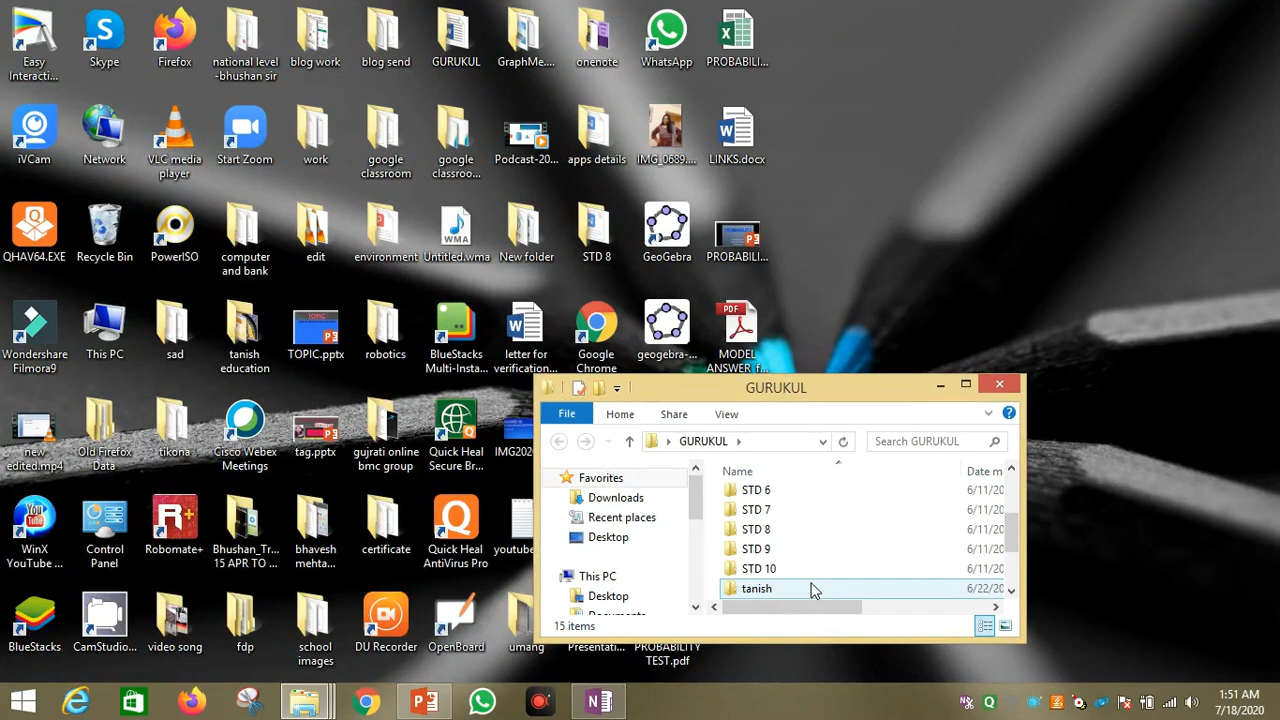 Easy Interacti...
Skype
Firefox
national level -bhushan sir
blog work
blog send
GURUKUL
GraphMe....
onenote
WhatsApp
PROBABILI...
iVCam
Network
VLC media player
Start Zoom
work
google classroom
google classroo...
Podcast-20...
apps details
IMG_0689....
LINKS.docx
QHAV64.EXE
Recycle Bin
PowerISO
computer and bank
edit
environment
Untitled.wma
New folder
STD 8
GeoGebra
PROBABILI...
Wondershare Filmora9
This PC
sad
tanish education
TOPIC.pptx
robotics
BlueStacks Multi-Insta...
letter for verification...
Google Chrome
geogebra-...
MODEL ANSWER_f...
new edited.mp4
Old Firefox Data
tikona
Cisco Webex Meetings
tag.pptx
gujrati online bmc group
Quick Heal Secure Br...
IMG202
WinX YouTube ...
Control Panel
Robomate+
Bhushan_Tr... 15 APR TO ...
bhavesh mehta...
certificate
Quick Heal AntiVirus Pro
youtube
BlueStacks
CamStudio...
video song
fdp
school images
DU Recorder
OpenBoard
umang
Presentati...
PROBABILITY TEST.pdf
GURUKUL
File
Home
Share
View
GURUKUL
Search GURUKUL
Favorites
Downloads
Recent places
Desktop
This PC
Desktop
Documents
Name
Date m
STD 6
6/11/20
STD 7
6/11/20
STD 8
6/11/20
STD 9
6/11/20
STD 10
6/11/20
tanish
6/22/20
15 items
1:51 AM
7/18/2020